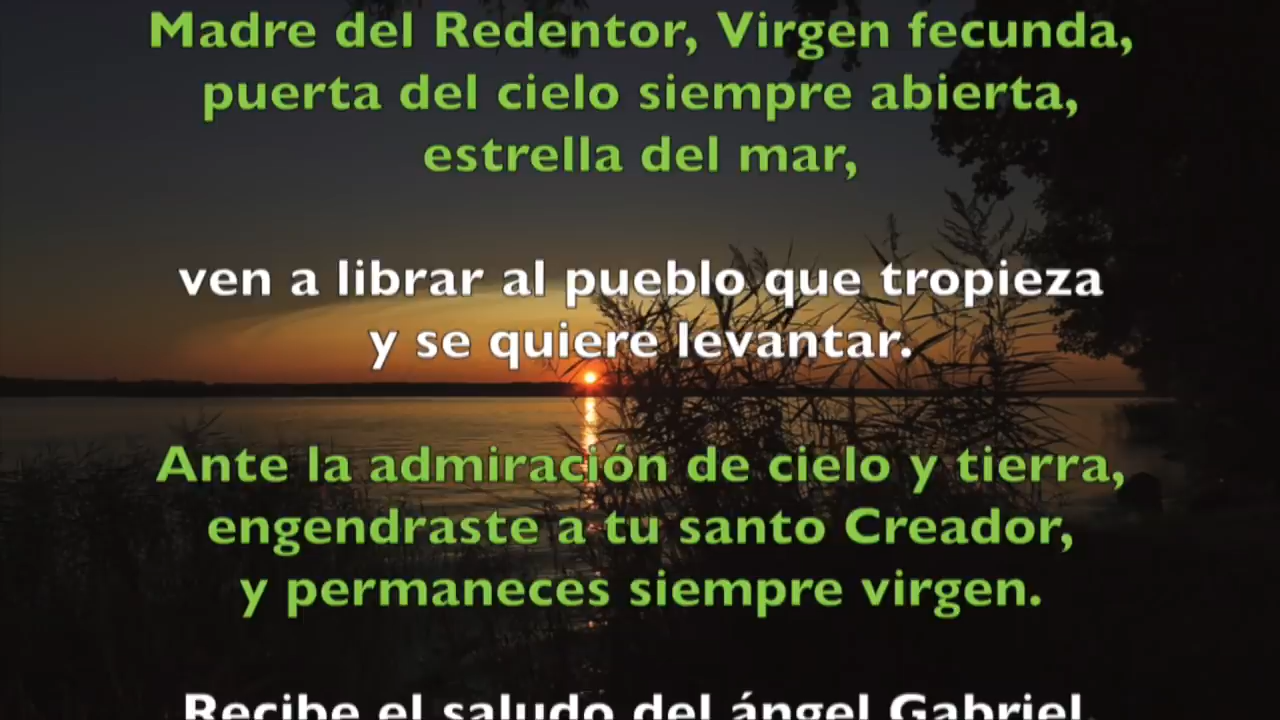 Madre del Redentor, Virgen fecunda,
puerta del cielo siempre abierta,
estrella del mar,
ven a librar al pueblo que tropieza
y se quiere levantar.
Ante la admiración de cielo y tierra,
engendraste a tu santo Creador,
y permaneces siempre virgen.
Recibe el saludo del ángel Gabriel,